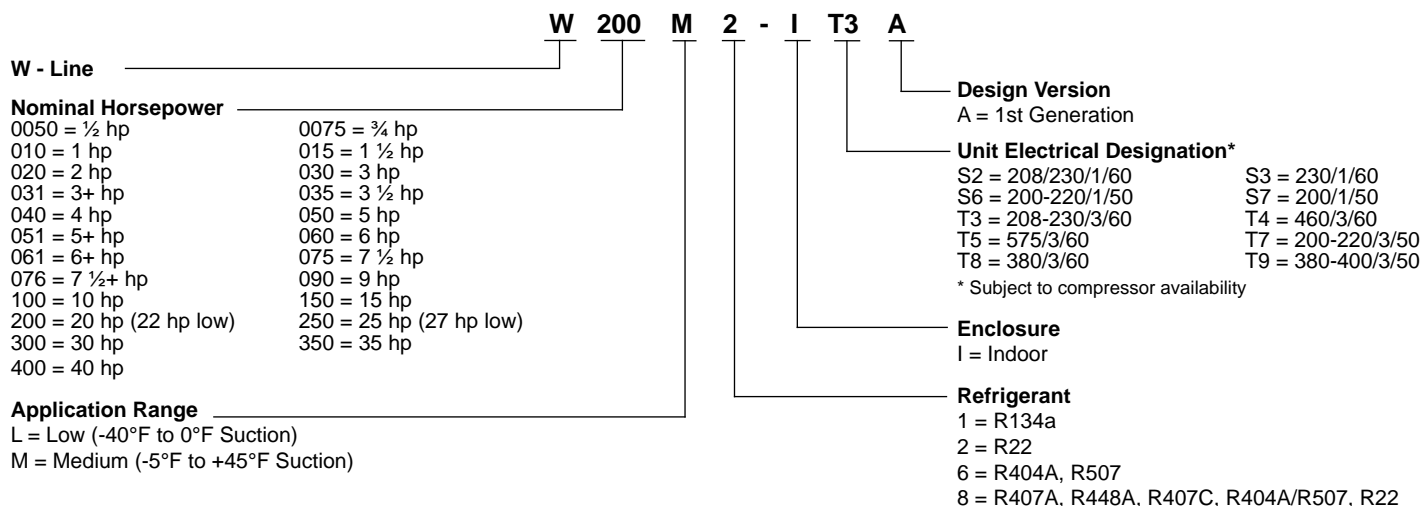 W 200 M 2 - I T3 A
W - Line
Nominal Horsepower
0050 = ½ hp 0075 = ¾ hp
010 = 1 hp 015 = 1 ½ hp
020 = 2 hp 030 = 3 hp
031 = 3+ hp 035 = 3 ½ hp
040 = 4 hp 050 = 5 hp
051 = 5+ hp 060 = 6 hp
061 = 6+ hp 075 = 7 ½ hp
076 = 7 ½+ hp 090 = 9 hp
100 = 10 hp 150 = 15 hp
200 = 20 hp (22 hp low) 250 = 25 hp (27 hp low)
300 = 30 hp 350 = 35 hp
400 = 40 hp
Application Range
L = Low (-40°F to 0°F Suction)
M = Medium (-5°F to +45°F Suction)
Design Version
A = 1st Generation
Unit Electrical Designation*
S2 = 208/230/1/60 S3 = 230/1/60
S6 = 200-220/1/50 S7 = 200/1/50
T3 = 208-230/3/60 T4 = 460/3/60
T5 = 575/3/60 T7 = 200-220/3/50
T8 = 380/3/60 T9 = 380-400/3/50
* Subject to compressor availability
Enclosure
I = Indoor
Refrigerant
1 = R134a
2 = R22
6 = R404A, R507
8 = R407A, R448A, R407C, R404A/R507, R22